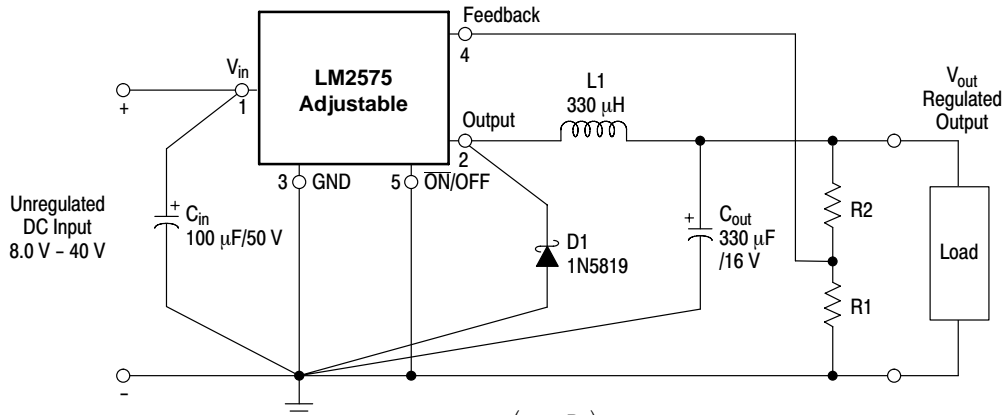 Feedback
4
V_in
1
LM2575
Adjustable
L1
330 μH
V_out
Regulated
Output
+
Output
2
3
GND
5
O̅N̅/OFF
Unregulated
DC Input
8.0 V – 40 V
+
C_in
100 μF/50 V
D1
1N5819
+
C_out
330 μF
/16 V
R2
R1
Load
-